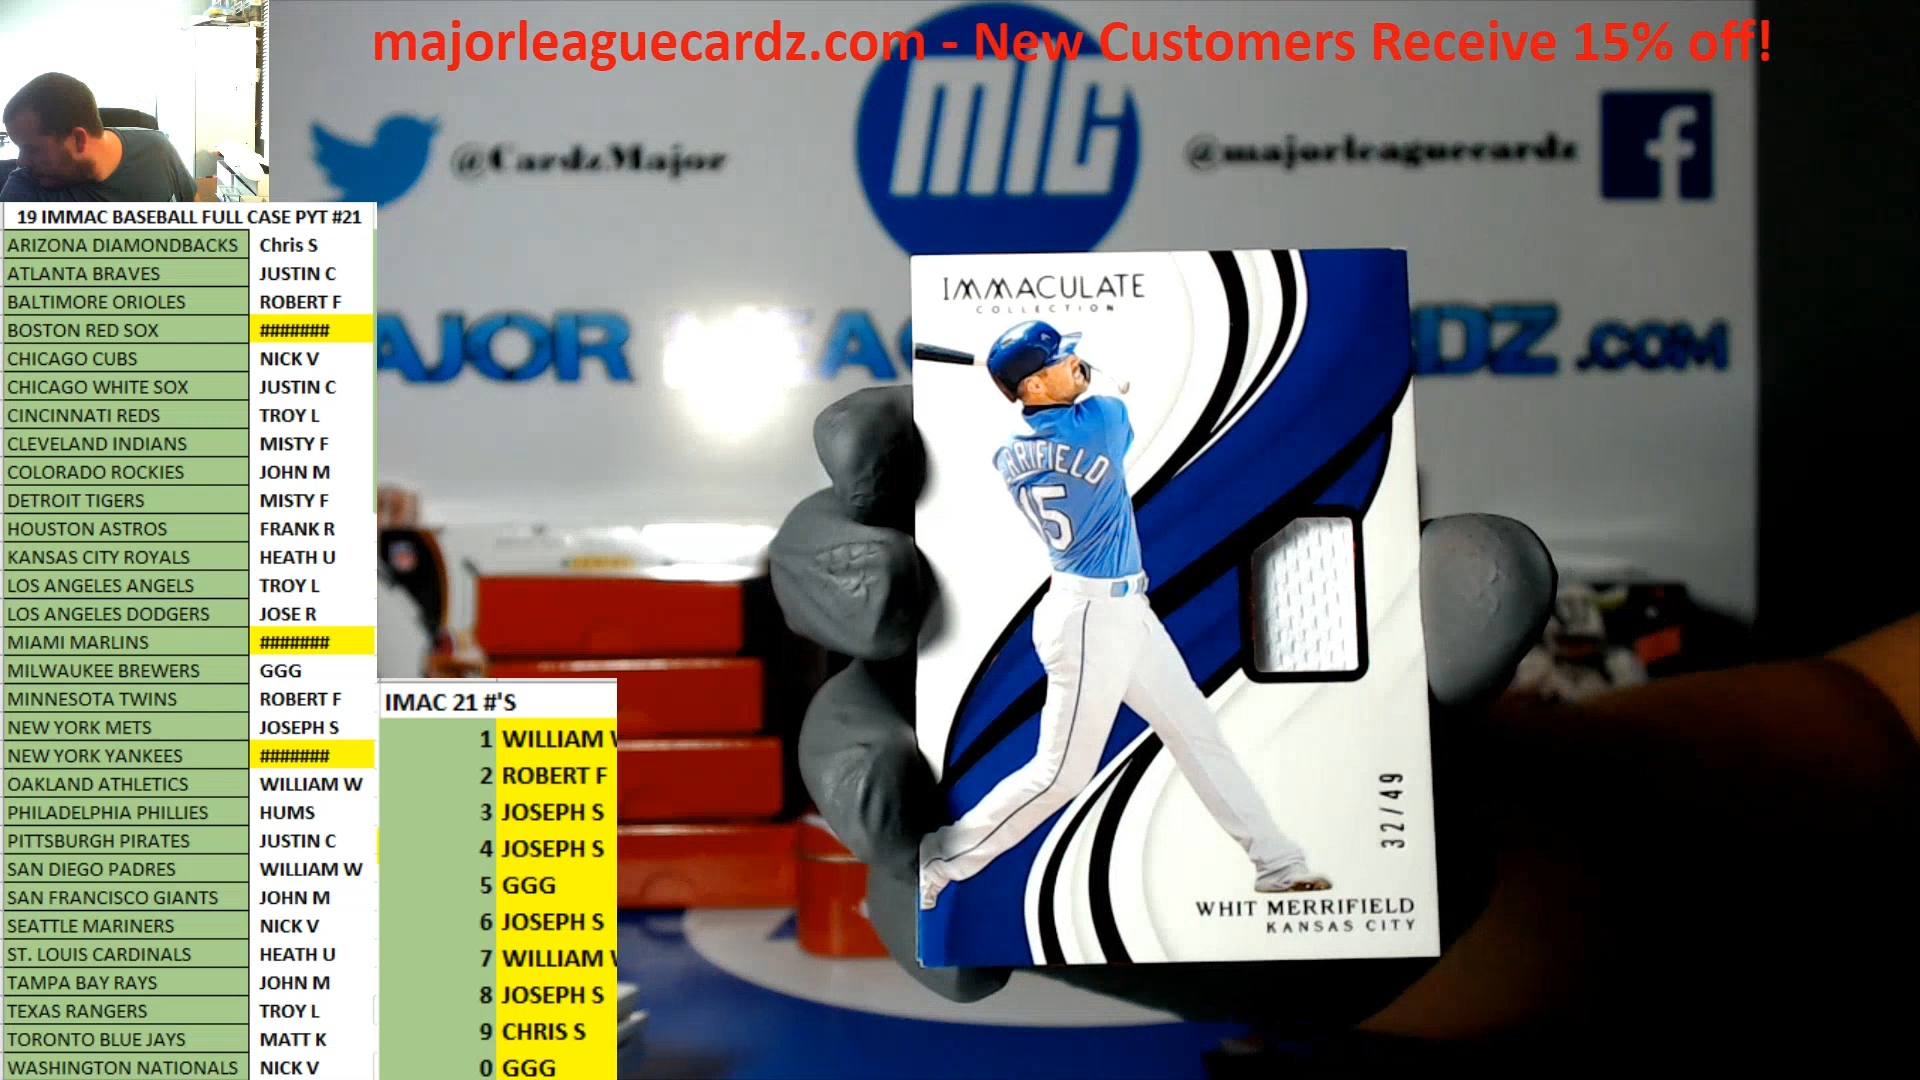 majorleaguecardz.com - New Customers Receive 15% off!
@CardzMajor
MLC
@majorleaguecardz
f
19 IMMAC BASEBALL FULL CASE PYT #21
ARIZONA DIAMONDBACKS Chris S
ATLANTA BRAVES JUSTIN C
BALTIMORE ORIOLES ROBERT F
BOSTON RED SOX #######
CHICAGO CUBS NICK V
CHICAGO WHITE SOX JUSTIN C
CINCINNATI REDS TROY L
CLEVELAND INDIANS MISTY F
COLORADO ROCKIES JOHN M
DETROIT TIGERS MISTY F
HOUSTON ASTROS FRANK R
KANSAS CITY ROYALS HEATH U
LOS ANGELES ANGELS TROY L
LOS ANGELES DODGERS JOSE R
MIAMI MARLINS #######
MILWAUKEE BREWERS GGG
MINNESOTA TWINS ROBERT F
NEW YORK METS JOSEPH S
NEW YORK YANKEES #######
OAKLAND ATHLETICS WILLIAM W
PHILADELPHIA PHILLIES HUMS
PITTSBURGH PIRATES JUSTIN C
SAN DIEGO PADRES WILLIAM W
SAN FRANCISCO GIANTS JOHN M
SEATTLE MARINERS NICK V
ST. LOUIS CARDINALS HEATH U
TAMPA BAY RAYS JOHN M
TEXAS RANGERS TROY L
TORONTO BLUE JAYS MATT K
WASHINGTON NATIONALS NICK V
IMAC 21 #'S
1 WILLIAM W
2 ROBERT F
3 JOSEPH S
4 JOSEPH S
5 GGG
6 JOSEPH S
7 WILLIAM W
8 JOSEPH S
9 CHRIS S
0 GGG
AJOR EA DZ.COM
IMMACULATE
COLLECTION
RRIFIELD
15
32/49
WHIT MERRIFIELD
KANSAS CITY